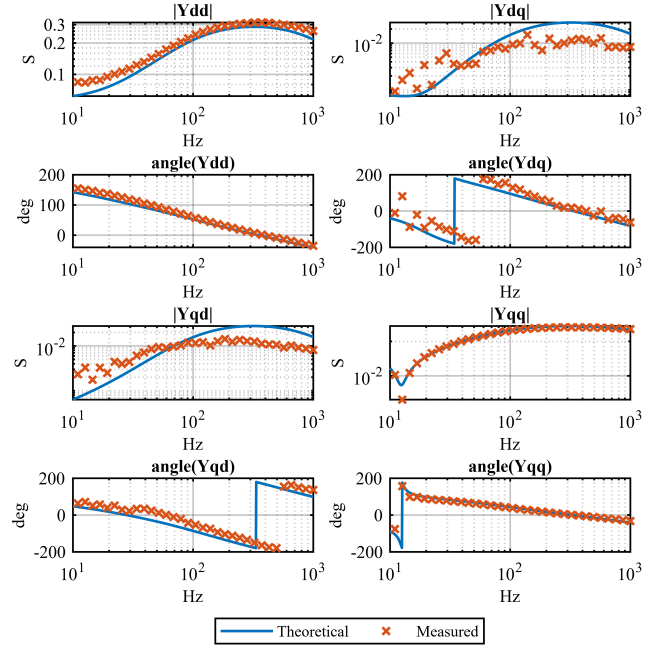 |Ydd|
0.3
0.2
0.1
S
10^1
10^2
10^3
Hz
|Ydq|
10^-2
S
10^1
10^2
10^3
Hz
angle(Ydd)
200
100
0
deg
10^1
10^2
10^3
Hz
angle(Ydq)
200
0
-200
deg
10^1
10^2
10^3
Hz
|Yqd|
10^-2
S
10^1
10^2
10^3
Hz
|Yqq|
10^-2
S
10^1
10^2
10^3
Hz
angle(Yqd)
200
0
-200
deg
10^1
10^2
10^3
Hz
angle(Yqq)
200
0
-200
deg
10^1
10^2
10^3
Hz
Theoretical
Measured